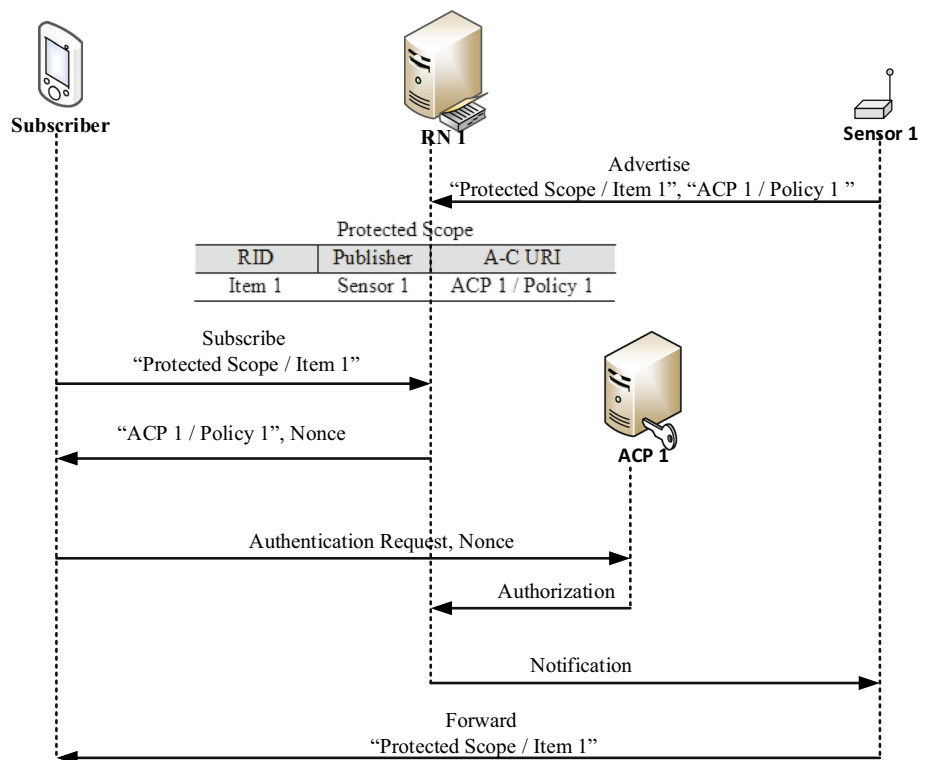 Subscriber
RN 1
Sensor 1
Advertise
“Protected Scope / Item 1”, “ACP 1 / Policy 1 ”
Protected Scope
RID Publisher A-C URI
Item 1 Sensor 1 ACP 1 / Policy 1
Subscribe
“Protected Scope / Item 1”
“ACP 1 / Policy 1”, Nonce
ACP 1
Authentication Request, Nonce
Authorization
Notification
Forward
“Protected Scope / Item 1”